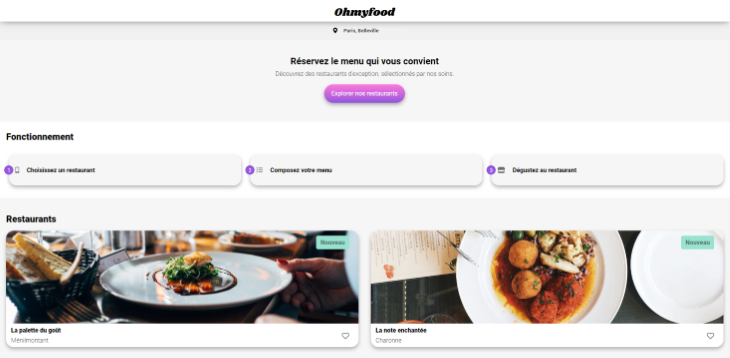 Ohmyfood
Paris, Belleville
Réservez le menu qui vous convient
Découvrez des restaurants d'exception, sélectionnés par nos soins.
Explorer nos restaurants
Fonctionnement
1 Choisissez un restaurant
2 Composez votre menu
3 Dégustez au restaurant
Restaurants
Nouveau
Nouveau
La palette du goût
Ménilmontant
La note enchantée
Charonne